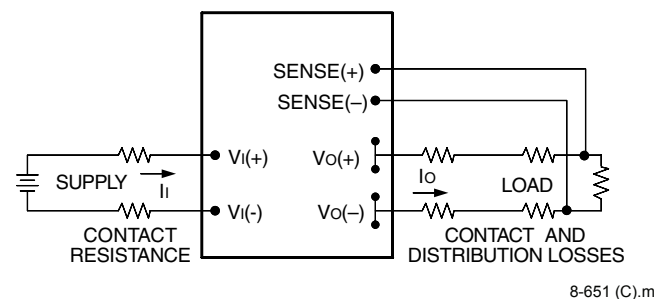 SENSE(+)
SENSE(–)
VI(+)
VO(+)
IO
SUPPLY
II
LOAD
VI(-)
VO(–)
CONTACT
RESISTANCE
CONTACT AND
DISTRIBUTION LOSSES
8-651 (C).m